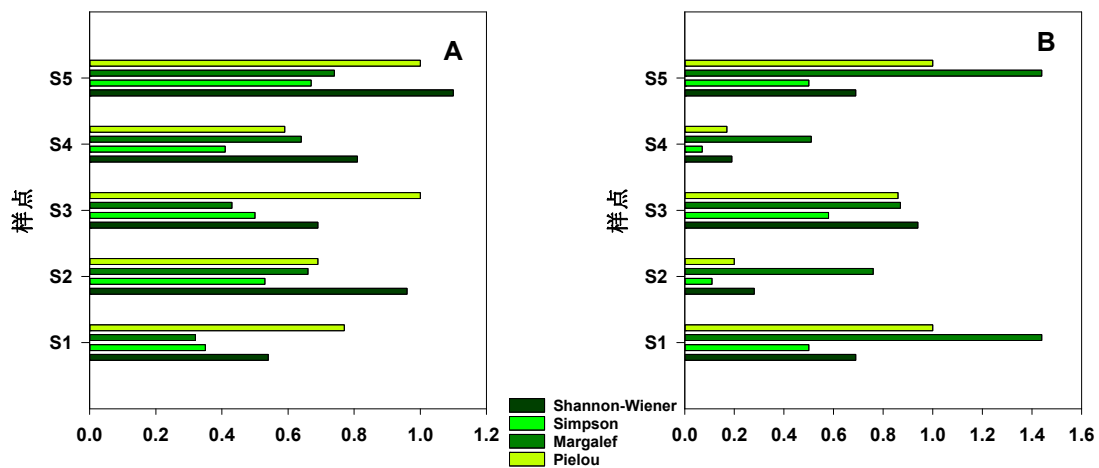 A
S5
S4
S3
S2
S1
样点
0.0 0.2 0.4 0.6 0.8 1.0 1.2
B
S5
S4
S3
S2
S1
样点
0.0 0.2 0.4 0.6 0.8 1.0 1.2 1.4 1.6
Shannon-Wiener
Simpson
Margalef
Pielou